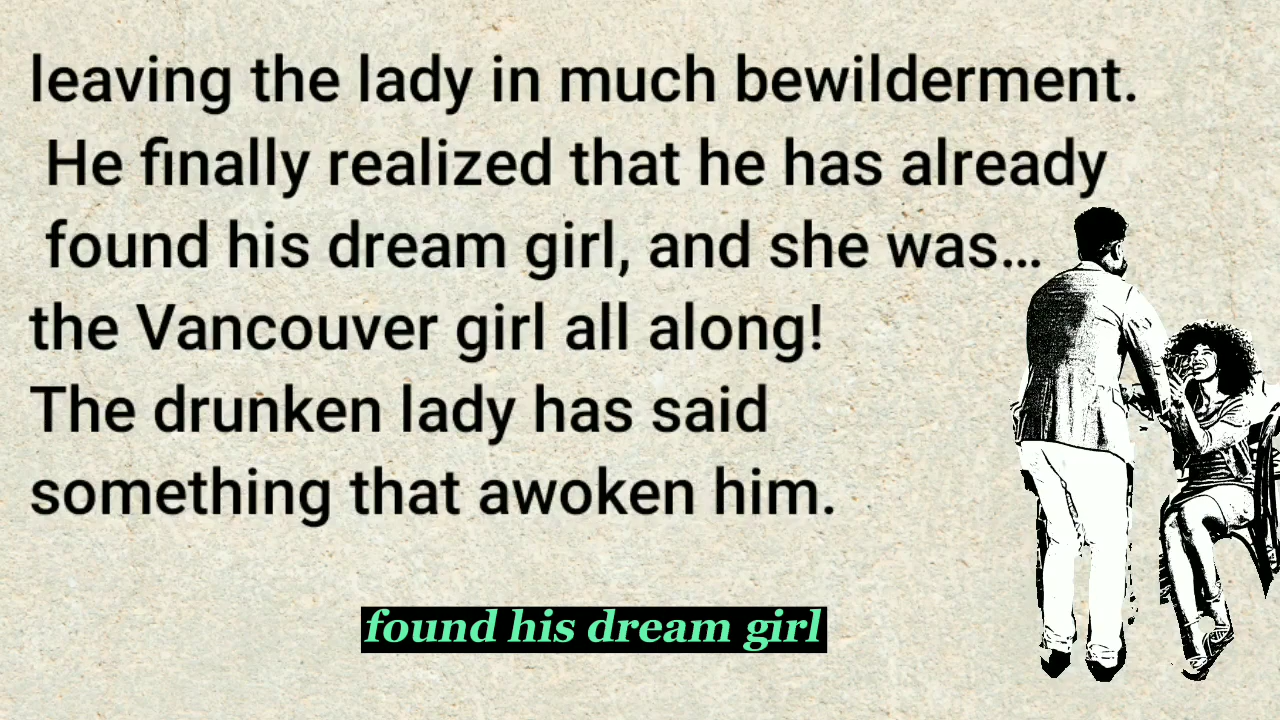 leaving the lady in much bewilderment.
He finally realized that he has already
found his dream girl, and she was...
the Vancouver girl all along!
The drunken lady has said
something that awoken him.
found his dream girl